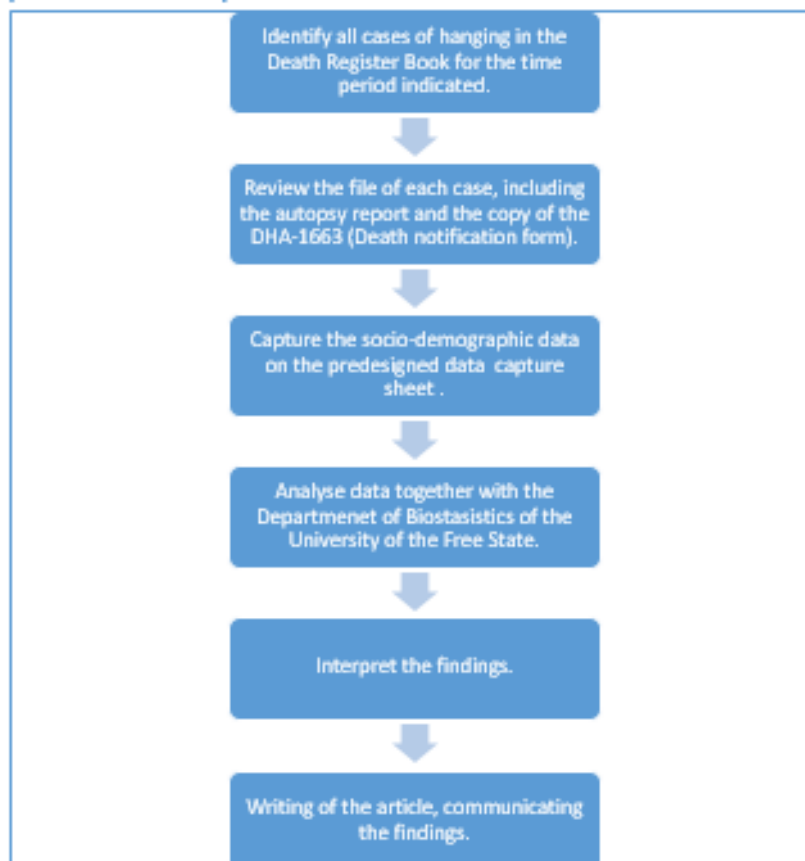 Identify all cases of hanging in the
Death Register Book for the time
period indicated.
Review the file of each case, including
the autopsy report and the copy of the
DHA-1663 (Death notification form).
Capture the socio-demographic data
on the predesigned data capture
sheet .
Analyse data together with the
Departmenet of Biostasistics of the
University of the Free State.
Interpret the findings.
Writing of the article, communicating
the findings.